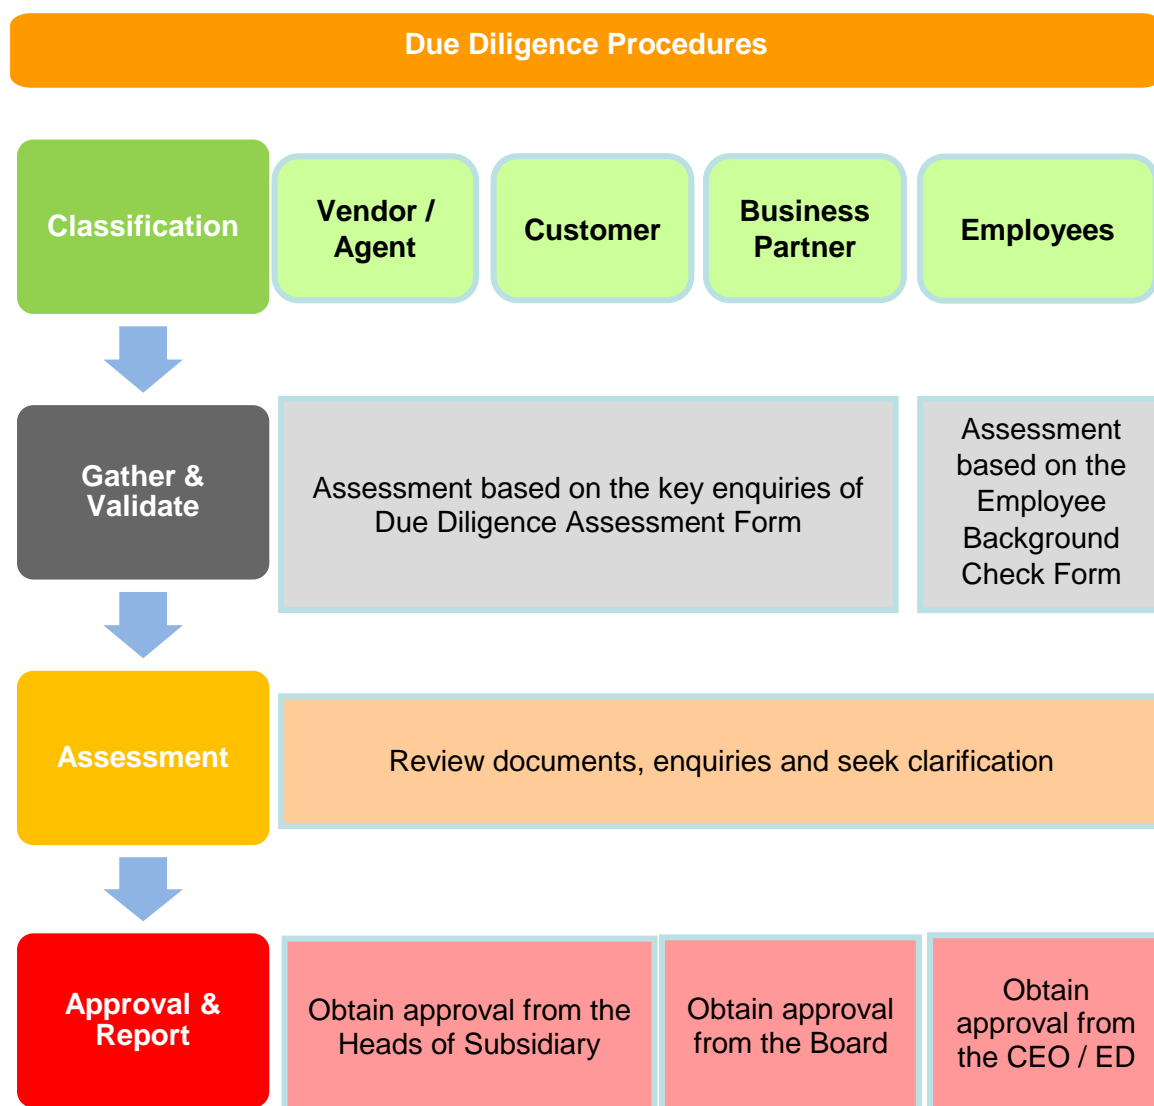 Due Diligence Procedures
Classification
Vendor /
Agent
Customer
Business
Partner
Employees
Gather &
Validate
Assessment based on the key enquiries of
Due Diligence Assessment Form
Assessment
based on the
Employee
Background
Check Form
Assessment
Review documents, enquiries and seek clarification
Approval &
Report
Obtain approval from the
Heads of Subsidiary
Obtain approval
from the Board
Obtain
approval from
the CEO / ED